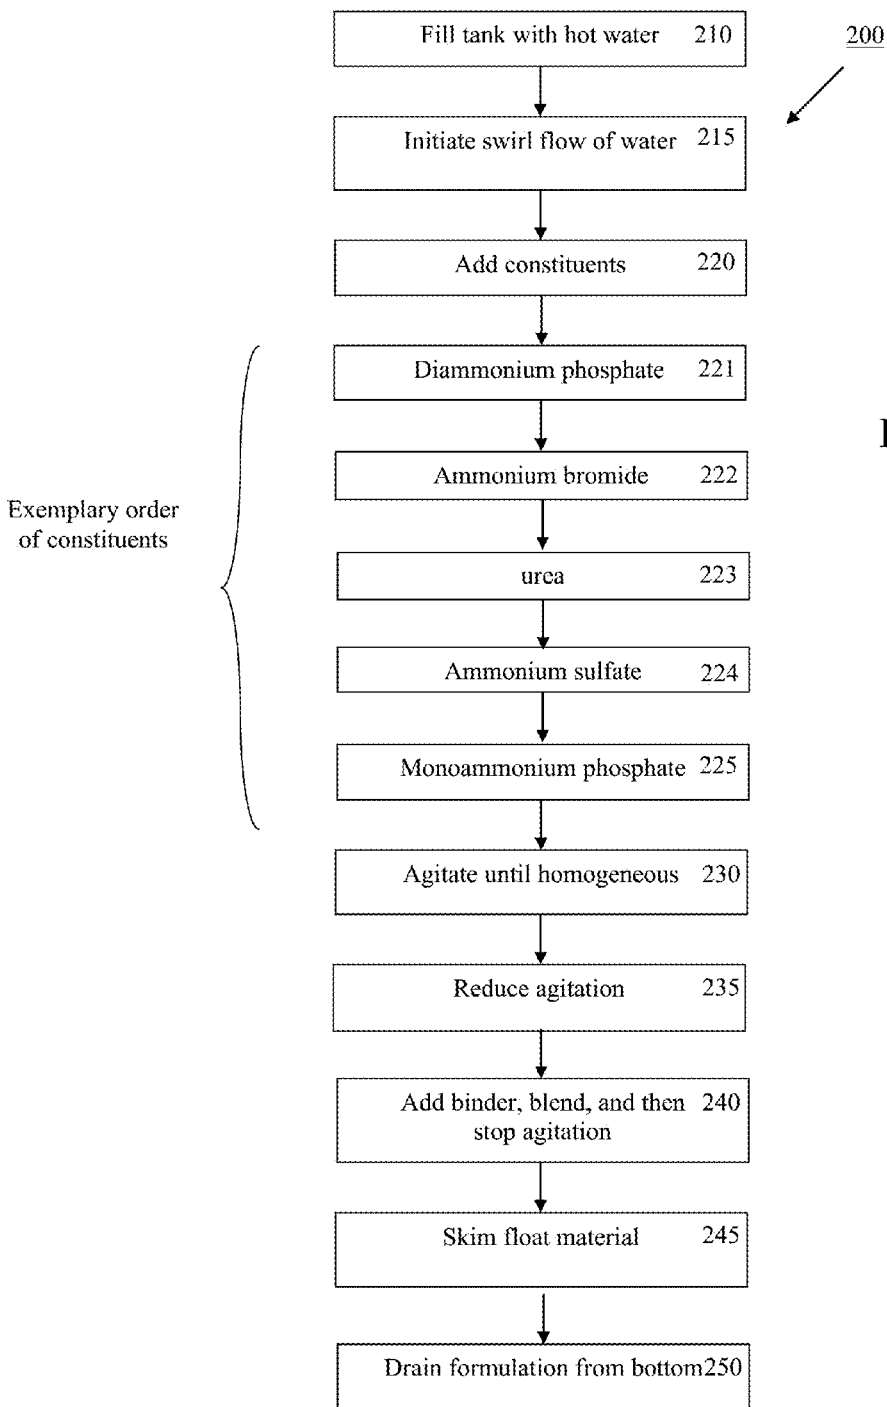 Fill tank with hot water 210
200
Initiate swirl flow of water 215
Add constituents 220
Diammonium phosphate 221
Ammonium bromide 222
Exemplary order
of constituents
urea 223
Ammonium sulfate 224
Monoammonium phosphate 225
Agitate until homogeneous 230
Reduce agitation 235
Add binder, blend, and then 240
stop agitation
Skim float material 245
Drain formulation from bottom250